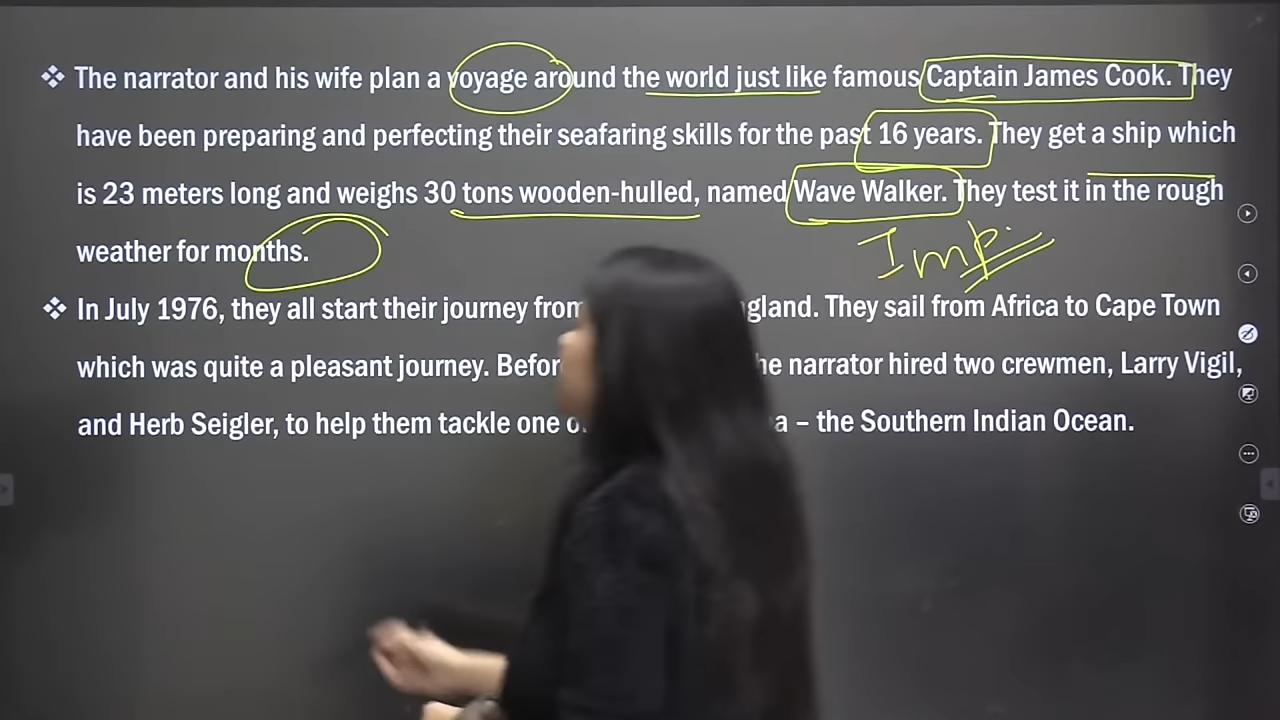 ❖ The narrator and his wife plan a voyage around the world just like famous Captain James Cook. They
have been preparing and perfecting their seafaring skills for the past 16 years. They get a ship which
is 23 meters long and weighs 30 tons wooden-hulled, named Wave Walker. They test it in the rough
weather for months.
Imp.
❖ In July 1976, they all start their journey from gland. They sail from Africa to Cape Town
which was quite a pleasant journey. Befor he narrator hired two crewmen, Larry Vigil,
and Herb Seigler, to help them tackle one o a – the Southern Indian Ocean.